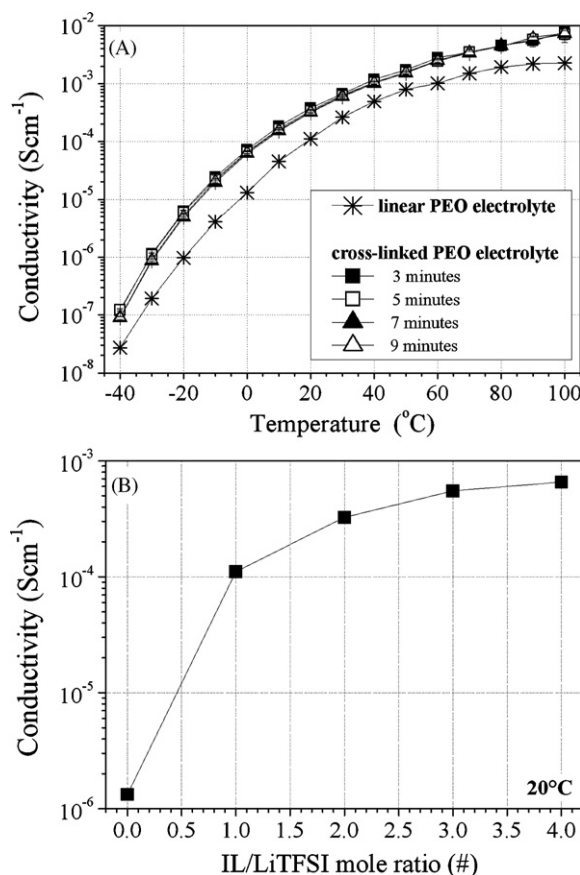 (A)
Conductivity (Scm⁻¹)
10⁻²
10⁻³
10⁻⁴
10⁻⁵
10⁻⁶
10⁻⁷
10⁻⁸
linear PEO electrolyte
cross-linked PEO electrolyte
3 minutes
5 minutes
7 minutes
9 minutes
-40 -20 0 20 40 60 80 100
Temperature (°C)
(B)
Conductivity (Scm⁻¹)
10⁻³
10⁻⁴
10⁻⁵
10⁻⁶
20°C
0.0 0.5 1.0 1.5 2.0 2.5 3.0 3.5 4.0
IL/LiTFSI mole ratio (#)